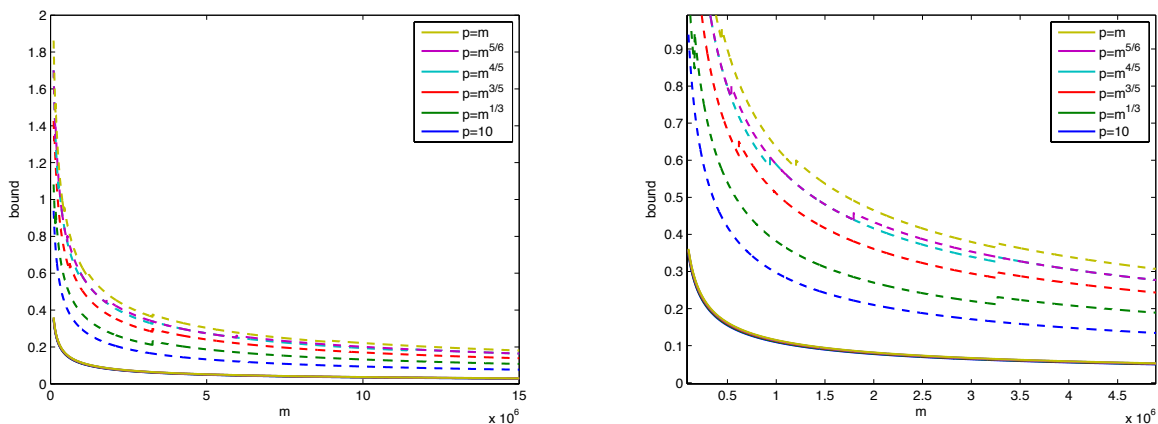 2
1.8
1.6
1.4
1.2
1
0.8
0.6
0.4
0.2
0
bound
0
5
10
15
m
x 10^6
p=m
p=m^5/6
p=m^4/5
p=m^3/5
p=m^1/3
p=10
0.9
0.8
0.7
0.6
0.5
0.4
0.3
0.2
0.1
0
bound
0.5
1
1.5
2
2.5
3
3.5
4
4.5
m
x 10^6
p=m
p=m^5/6
p=m^4/5
p=m^3/5
p=m^1/3
p=10